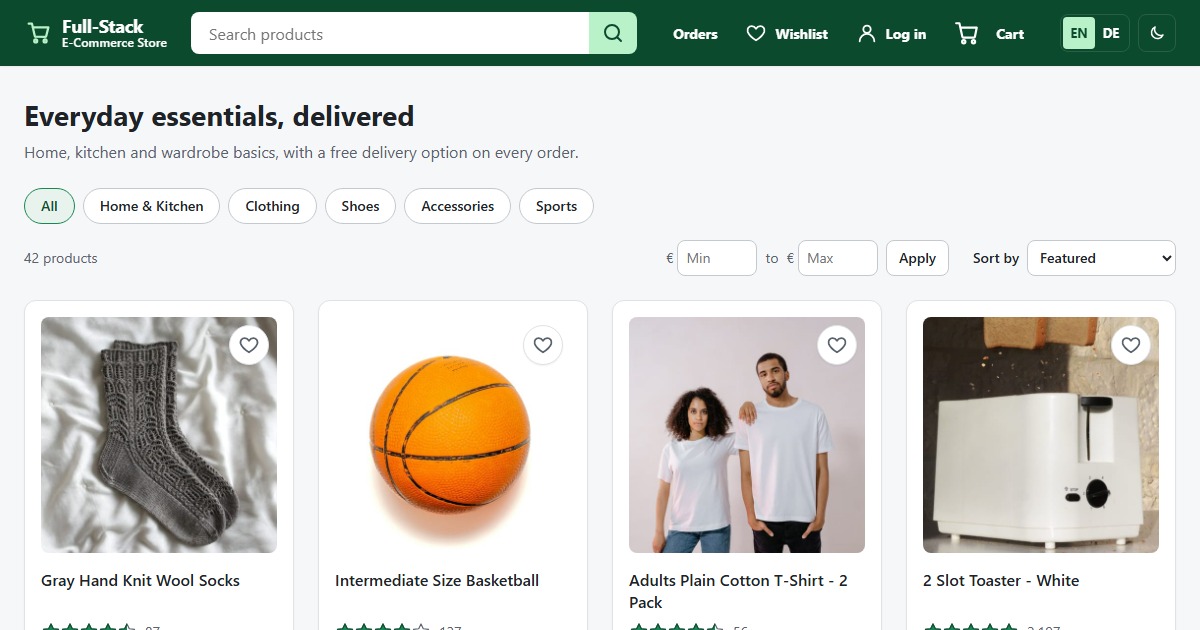 Full-Stack
E-Commerce Store
Search products
Orders
Wishlist
Log in
Cart
EN
DE
Everyday essentials, delivered
Home, kitchen and wardrobe basics, with a free delivery option on every order.
All
Home & Kitchen
Clothing
Shoes
Accessories
Sports
42 products
€ Min to € Max
Apply
Sort by
Featured
Gray Hand Knit Wool Socks
Intermediate Size Basketball
Adults Plain Cotton T-Shirt - 2
Pack
2 Slot Toaster - White